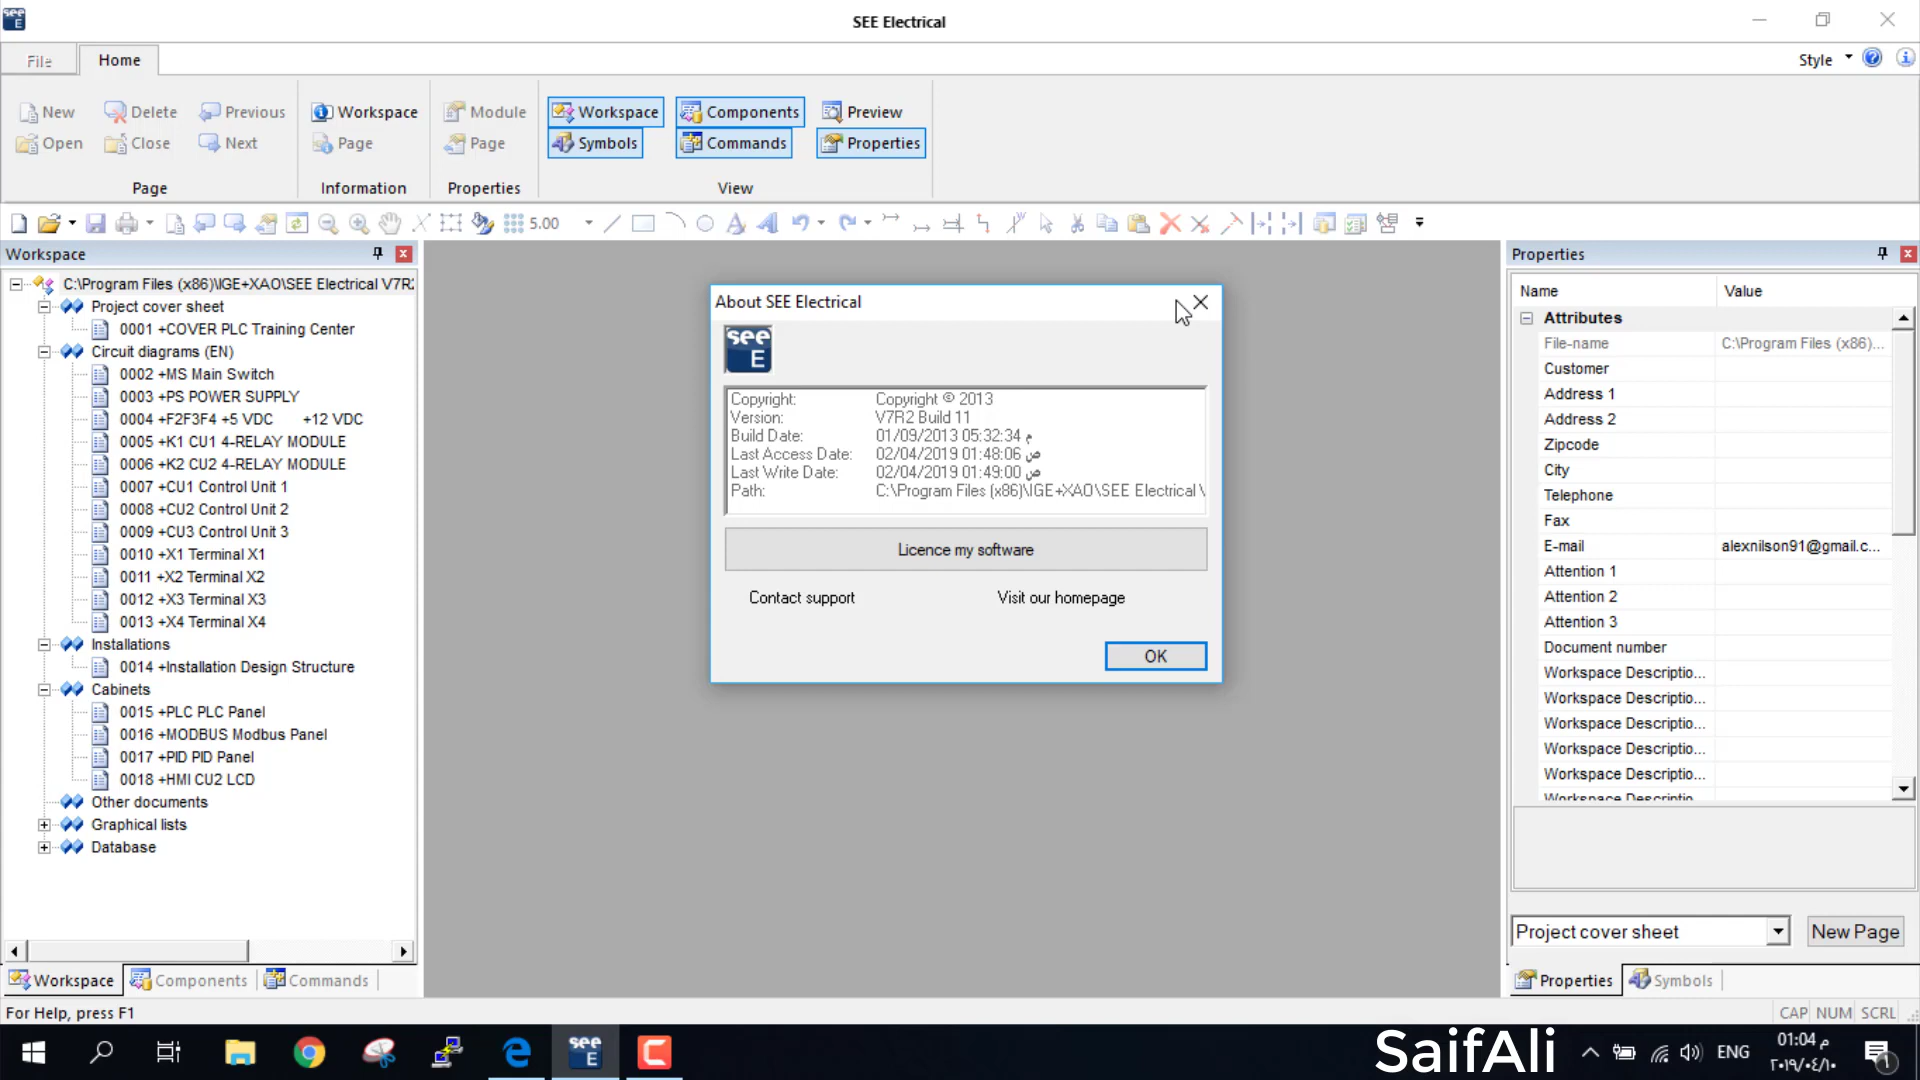 SEE Electrical
File
Home
Style
New
Delete
Previous
Workspace
Module
Workspace
Components
Preview
Open
Close
Next
Page
Page
Symbols
Commands
Properties
Page
Information
Properties
View
5.00
Workspace
C:\Program Files (x86)\IGE+XAO\SEE Electrical V7R2
Project cover sheet
0001 +COVER PLC Training Center
Circuit diagrams (EN)
0002 +MS Main Switch
0003 +PS POWER SUPPLY
0004 +F2F3F4 +5 VDC +12 VDC
0005 +K1 CU1 4-RELAY MODULE
0006 +K2 CU2 4-RELAY MODULE
0007 +CU1 Control Unit 1
0008 +CU2 Control Unit 2
0009 +CU3 Control Unit 3
0010 +X1 Terminal X1
0011 +X2 Terminal X2
0012 +X3 Terminal X3
0013 +X4 Terminal X4
Installations
0014 +Installation Design Structure
Cabinets
0015 +PLC PLC Panel
0016 +MODBUS Modbus Panel
0017 +PID PID Panel
0018 +HMI CU2 LCD
Other documents
Graphical lists
Database
Workspace
Components
Commands
About SEE Electrical
see
E
Copyright: Copyright © 2013
Version: V7R2 Build 11
Build Date: 01/09/2013 05:32:34 م
Last Access Date: 02/04/2019 01:48:06 ص
Last Write Date: 02/04/2019 01:49:00 ص
Path: C:\Program Files (x86)\IGE+XAO\SEE Electrical \
Licence my software
Contact support
Visit our homepage
OK
Properties
Name Value
Attributes
File-name C:\Program Files (x86)...
Customer
Address 1
Address 2
Zipcode
City
Telephone
Fax
E-mail alexnilson91@gmail.c...
Attention 1
Attention 2
Attention 3
Document number
Workspace Descriptio...
Workspace Descriptio...
Workspace Descriptio...
Workspace Descriptio...
Workspace Descriptio...
Workspace Descriptio...
Project cover sheet
New Page
Properties
Symbols
For Help, press F1
CAP NUM SCRL
see
E
SaifAli
ENG
01:04 م
٢٠١٩/٠٤/١٠
١